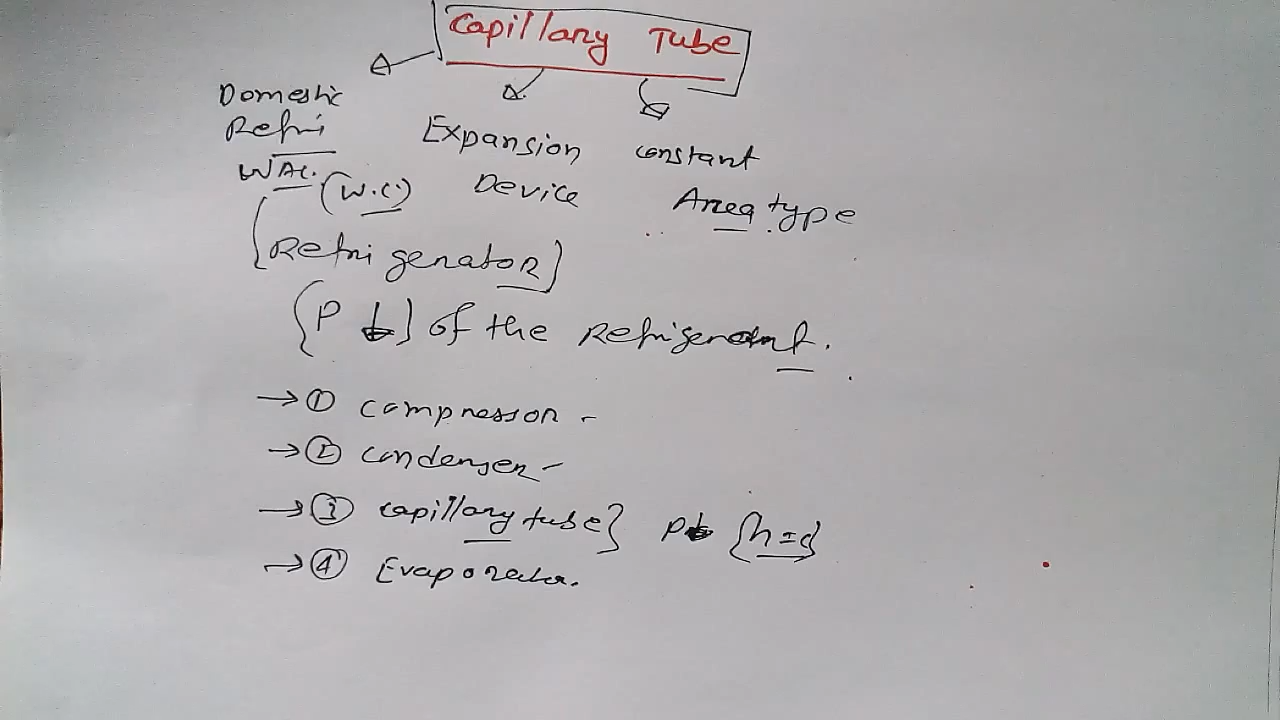 Capillary Tube
Domestic
Refri
WAC.
(W.C.)
Expansion
Device
constant
Area type
{Refrigerator}
{P ↓} of the Refrigerant.
→ ① compressor -
→ ② condenser -
→ ③ capillary tube} P↓ {h=c}
→ ④ Evaporator.